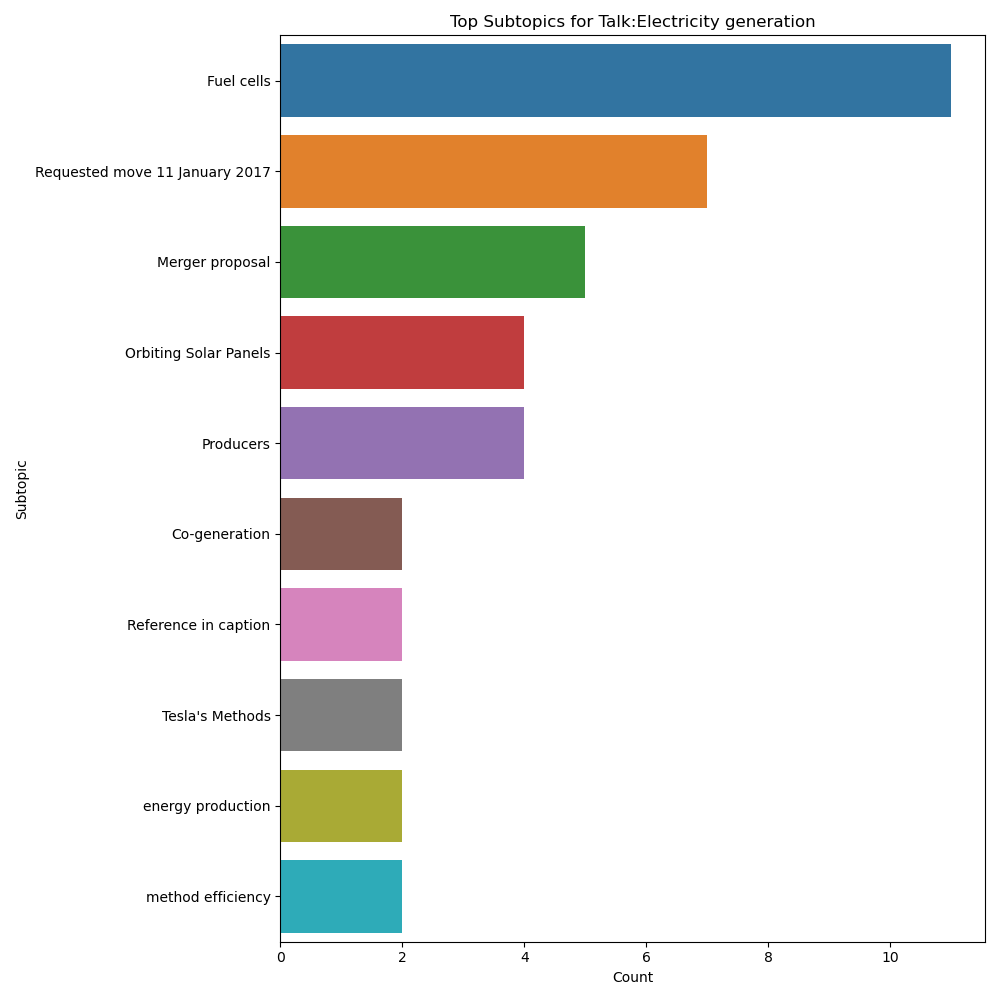 Top Subtopics for Talk:Electricity generation
Fuel cells
Requested move 11 January 2017
Merger proposal
Orbiting Solar Panels
Producers
Subtopic
Co-generation
Reference in caption
Tesla's Methods
energy production
method efficiency
0 2 4 6 8 10
Count